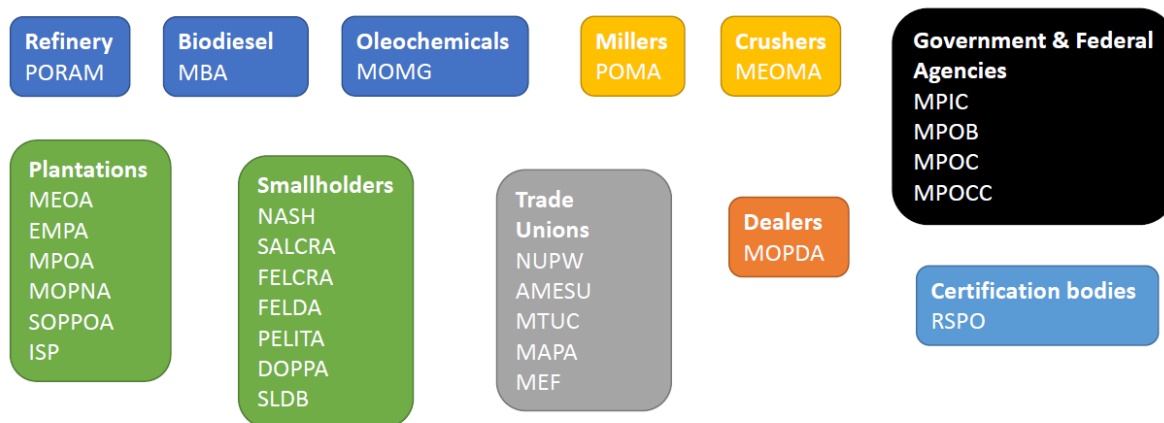 Refinery
PORAM
Biodiesel
MBA
Oleochemicals
MOMG
Millers
POMA
Crushers
MEOMA
Government & Federal
Agencies
MPIC
MPOB
MPOC
MPOCC
Plantations
MEOA
EMPA
MPOA
MOPNA
SOPPOA
ISP
Smallholders
NASH
SALCRA
FELCRA
FELDA
PELITA
DOPPA
SLDB
Trade
Unions
NUPW
AMESU
MTUC
MAPA
MEF
Dealers
MOPDA
Certification bodies
RSPO